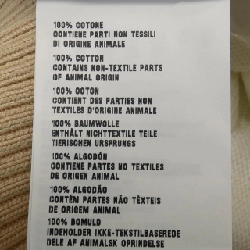 100% COTONE
CONTIENE PARTI NON TESSILI
DI ORIGINE ANIMALE
100% COTTON
CONTAINS NON-TEXTILE PARTS
OF ANIMAL ORIGIN
100% COTON
CONTIENT DES PARTIES NON
TEXTILES D'ORIGINE ANIMALE
100% BAUMWOLLE
ENTHÄLT NICHTTEXTILE TEILE
TIERISCHEN URSPRUNGS
100% ALGODÓN
CONTIENE PARTES NO TEXTILES
DE ORIGEN ANIMAL
100% ALGODÃO
CONTÉM PARTES NÃO TÊXTEIS
DE ORIGEM ANIMAL
100% BOMULD
INDEHOLDER IKKE-TEKSTILBASEREDE
DELE AF ANIMALSK OPRINDELSE